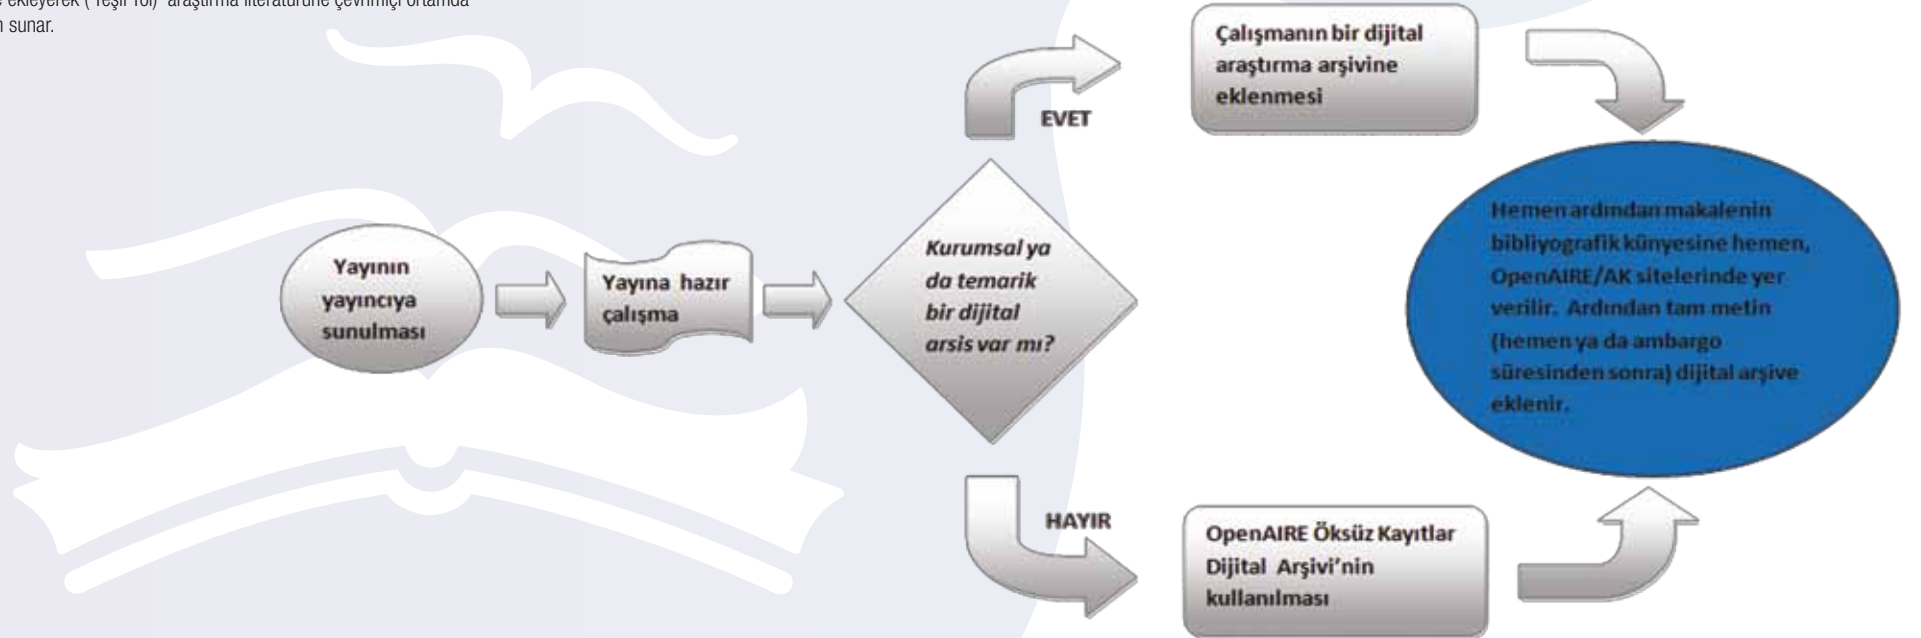 ekleyerek ("Yeşil Yol) araştırma literatürüne çevrimiçi ortamda
sunar.
Yayının
yayıncıya
sunulması
Yayına hazır
çalışma
Kurumsal ya
da temarik
bir dijital
arsis var mı?
EVET
Çalışmanın bir dijital
araştırma arşivine
eklenmesi
HAYIR
OpenAIRE Öksüz Kayıtlar
Dijital Arşivi'nin
kullanılması
Hemen ardından makalenin
bibliyografik künyesine hemen,
OpenAIRE/AK sitelerinde yer
verilir. Ardından tam metin
(hemen ya da ambargo
süresinden sonra) dijital arşive
eklenir.